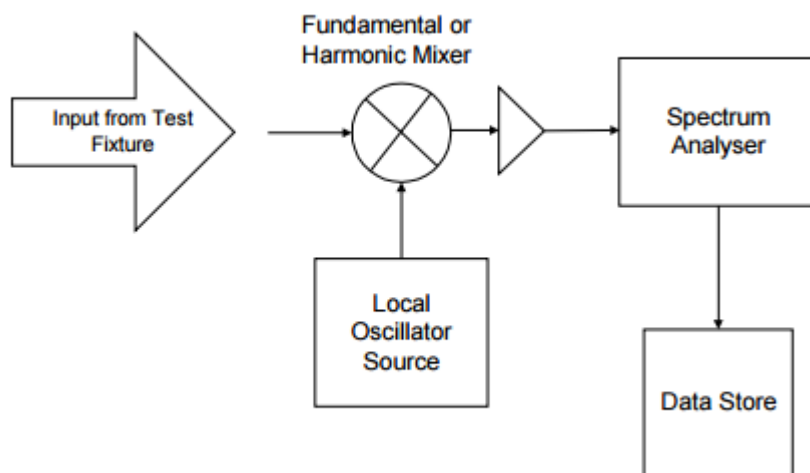 Fundamental or
Harmonic Mixer
Input from Test
Fixture
Spectrum
Analyser
Local
Oscillator
Source
Data Store